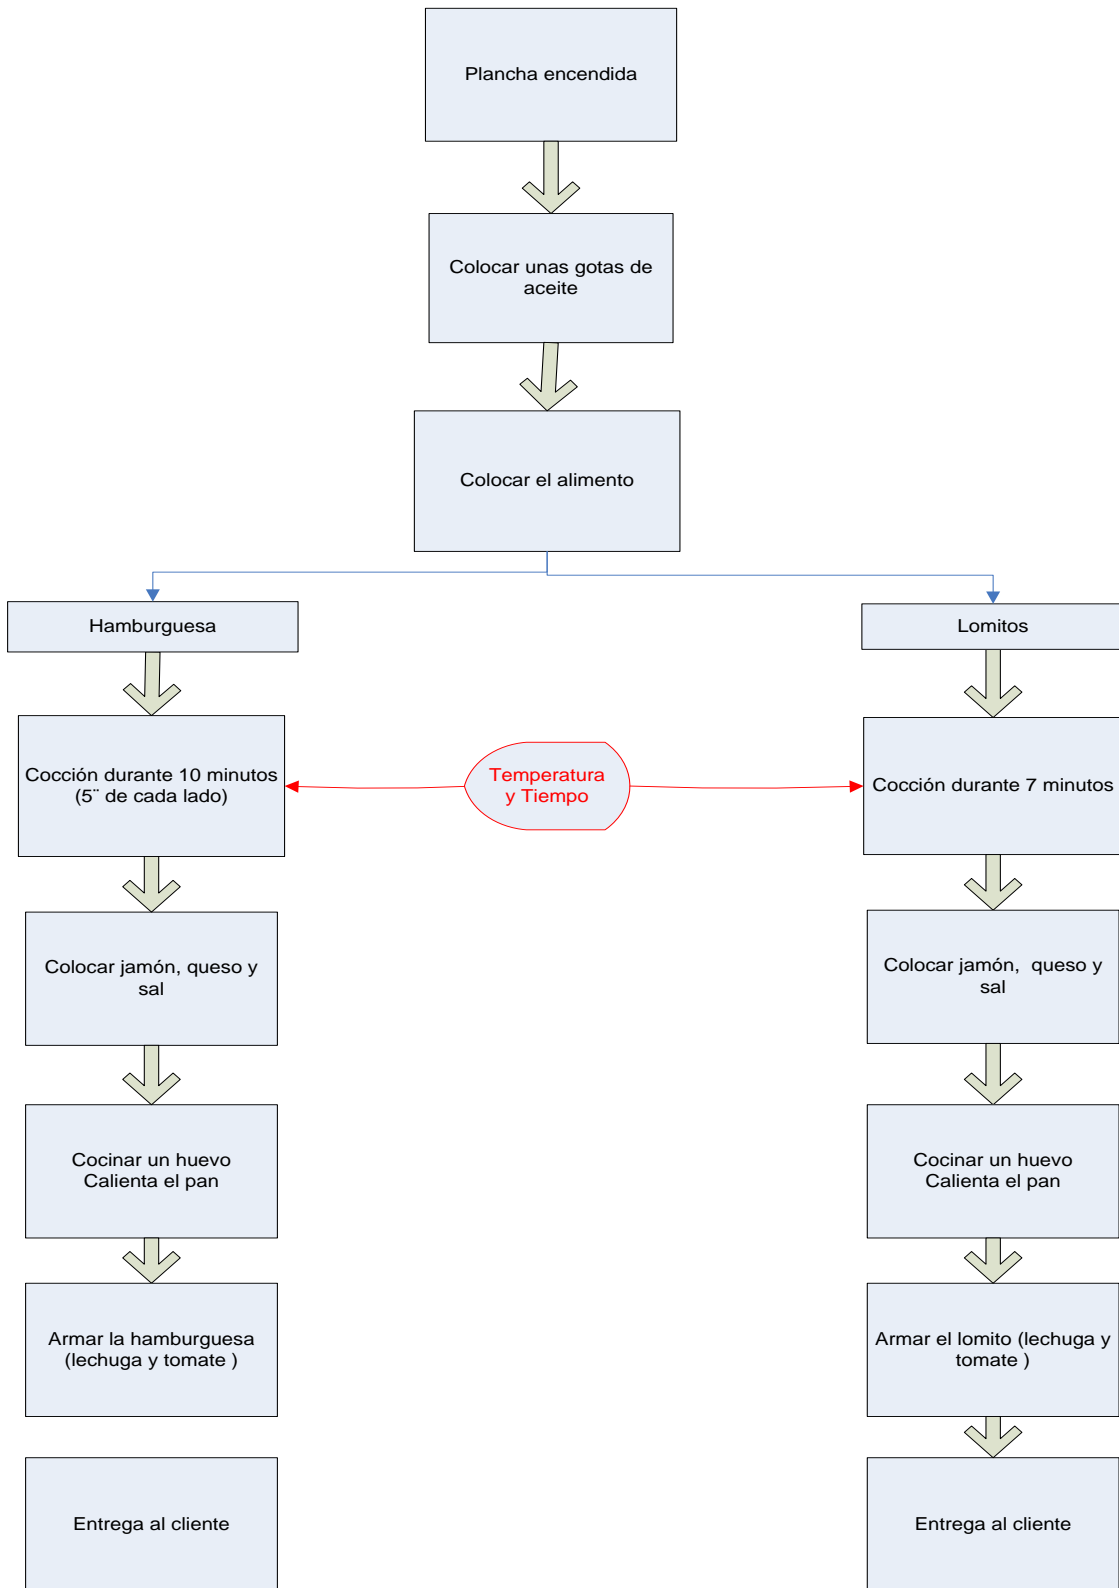 Plancha encendida
Colocar unas gotas de
aceite
Colocar el alimento
Hamburguesa
Lomitos
Cocción durante 10 minutos
(5¨ de cada lado)
Temperatura
y Tiempo
Cocción durante 7 minutos
Colocar jamón, queso y
sal
Colocar jamón,  queso y
sal
Cocinar un huevo
Calienta el pan
Cocinar un huevo
Calienta el pan
Armar la hamburguesa
(lechuga y tomate )
Armar el lomito (lechuga y
tomate )
Entrega al cliente
Entrega al cliente